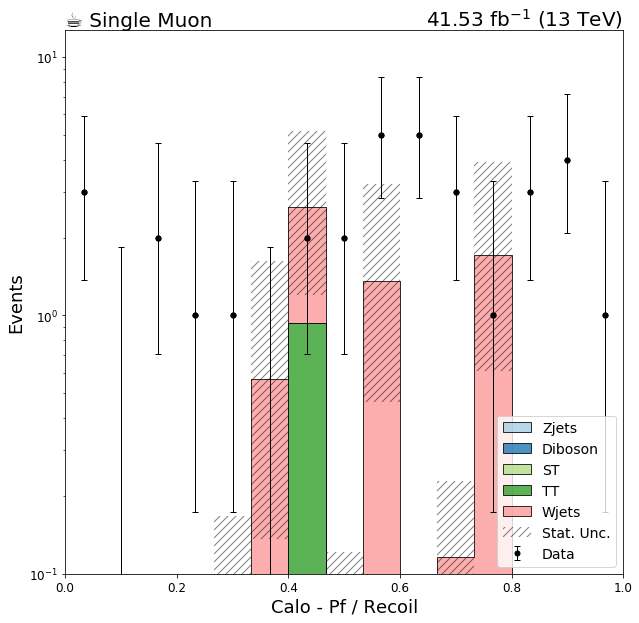 ☕ Single Muon 41.53 fb⁻¹ (13 TeV)
10¹
10⁰
10⁻¹
Events
Zjets
Diboson
ST
TT
Wjets
Stat. Unc.
Data
0.0 0.2 0.4 0.6 0.8 1.0
Calo - Pf / Recoil